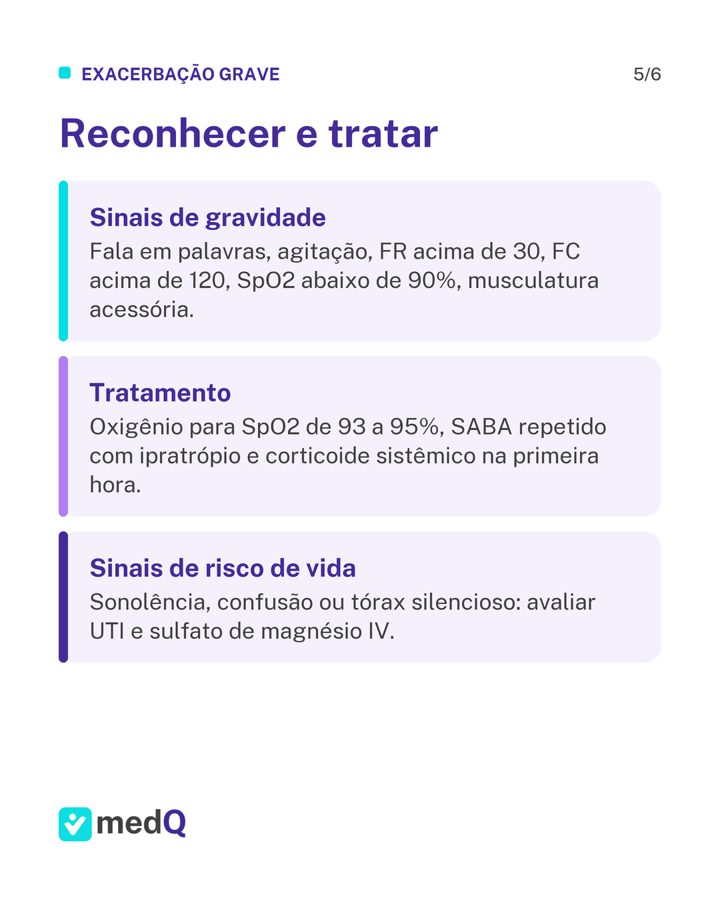 EXACERBAÇÃO GRAVE
5/6
Reconhecer e tratar
Sinais de gravidade
Fala em palavras, agitação, FR acima de 30, FC
acima de 120, SpO2 abaixo de 90%, musculatura
acessória.
Tratamento
Oxigênio para SpO2 de 93 a 95%, SABA repetido
com ipratrópio e corticoide sistêmico na primeira
hora.
Sinais de risco de vida
Sonolência, confusão ou tórax silencioso: avaliar
UTI e sulfato de magnésio IV.
medQ